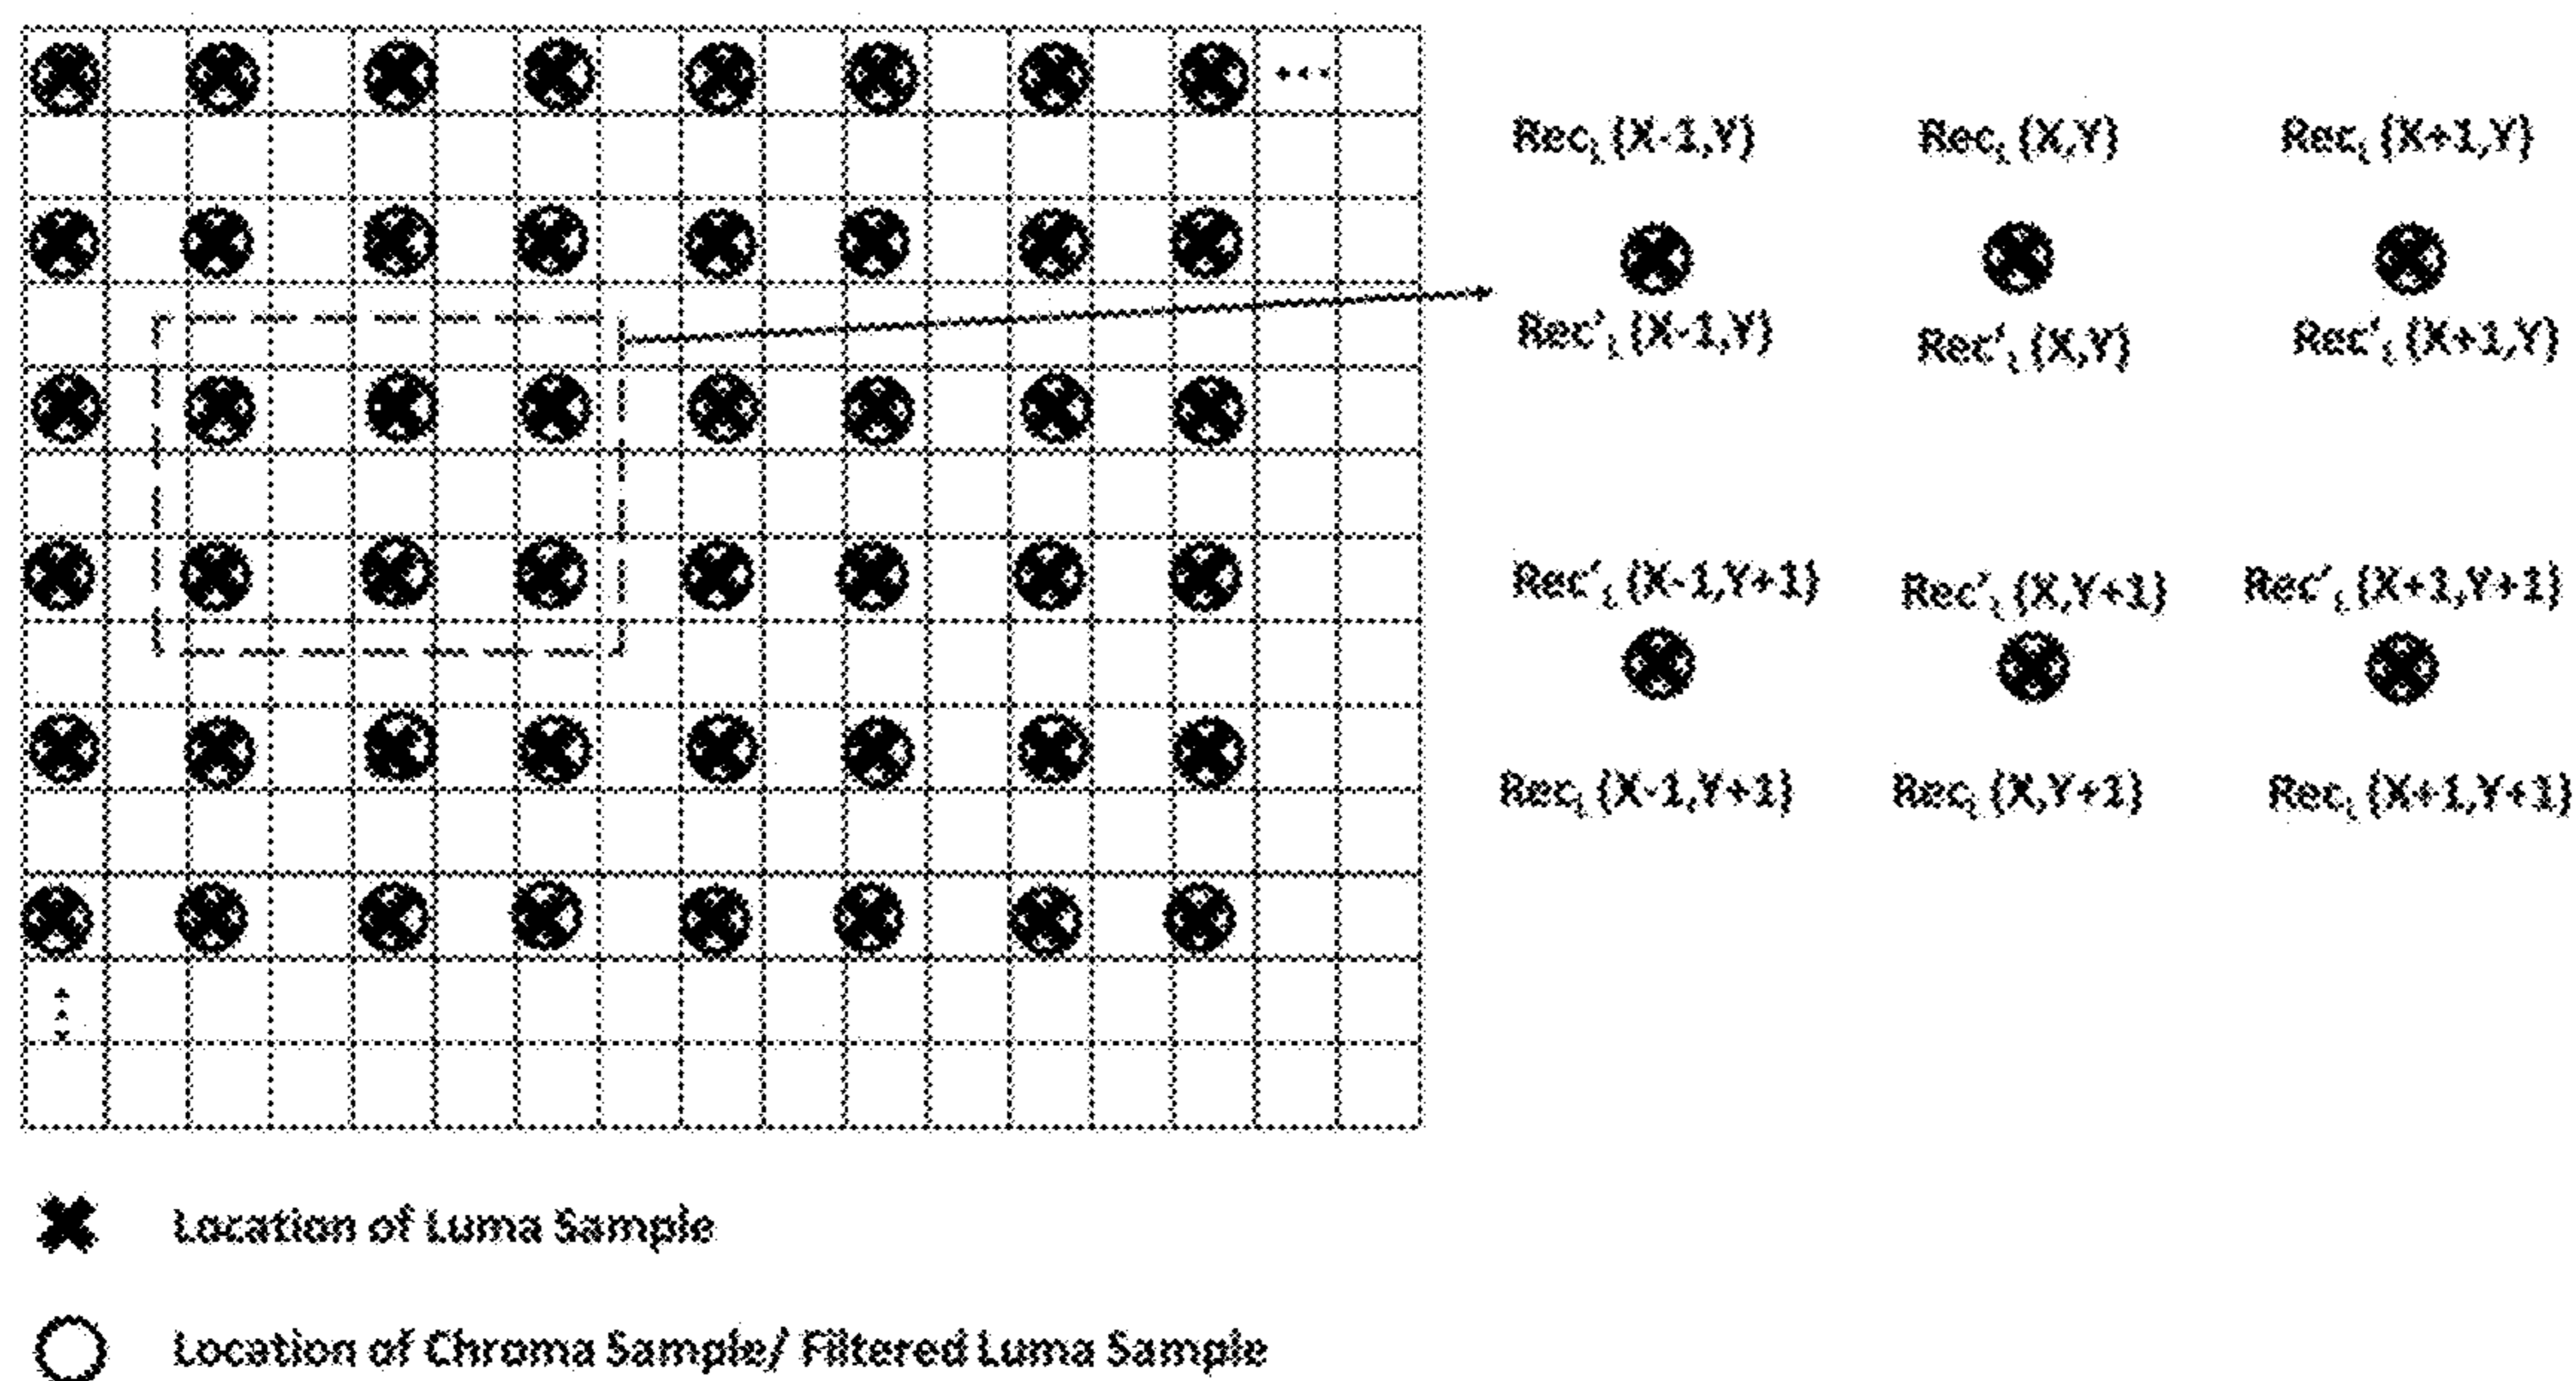 Rec_L (X-1,Y) Rec_L (X,Y) Rec_L (X+1,Y)
Rec'_L (X-1,Y) Rec'_L (X,Y) Rec'_L (X+1,Y)
Rec'_L (X-1,Y+1) Rec'_L (X,Y+1) Rec'_L (X+1,Y+1)
Rec_L (X-1,Y+1) Rec_L (X,Y+1) Rec_L (X+1,Y+1)
Location of Luma Sample
Location of Chroma Sample/ Filtered Luma Sample